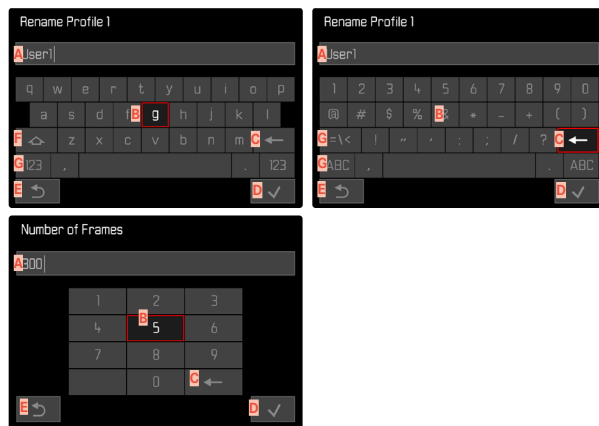 Rename Profile 1
A User1
q w e r t y u i o p
a s d f B g h j k l
F z x c v b n m C ←
G 123 , . 123
E D
Rename Profile 1
A User1
1 2 3 4 5 6 7 8 9 0
@ # $ % B & * - + ( )
G =\< ! " ' : ; / ? C ←
G ABC , . ABC
E D
Number of Frames
A 300
1 2 3
4 B 5 6
7 8 9
0 C ←
E D